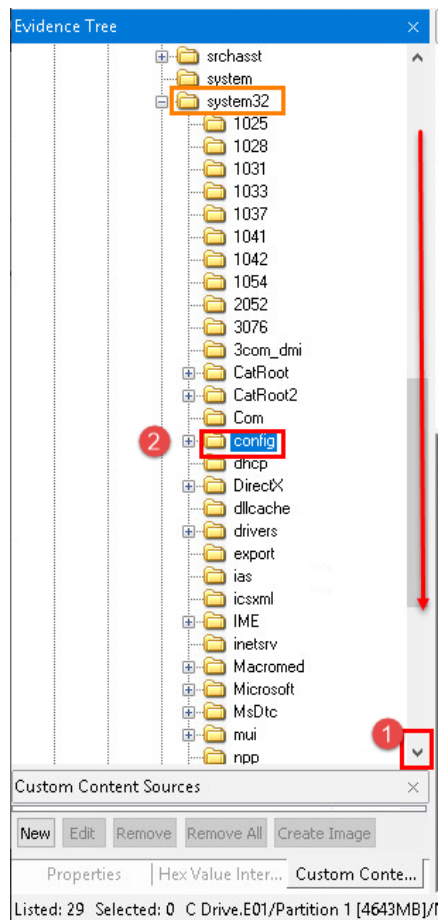 Evidence Tree
srchasst
system
system32
1025
1028
1031
1033
1037
1041
1042
1054
2052
3076
3com_dmi
CatRoot
CatRoot2
Com
2 config
dhcp
DirectX
dllcache
drivers
export
ias
icsxml
IME
inetsrv
Macromed
Microsoft
MsDtc
mui 1
npp
Custom Content Sources
New Edit Remove Remove All Create Image
Properties Hex Value Inter... Custom Conte...
Listed: 29 Selected: 0 C Drive.E01/Partition 1 [4643MB]/